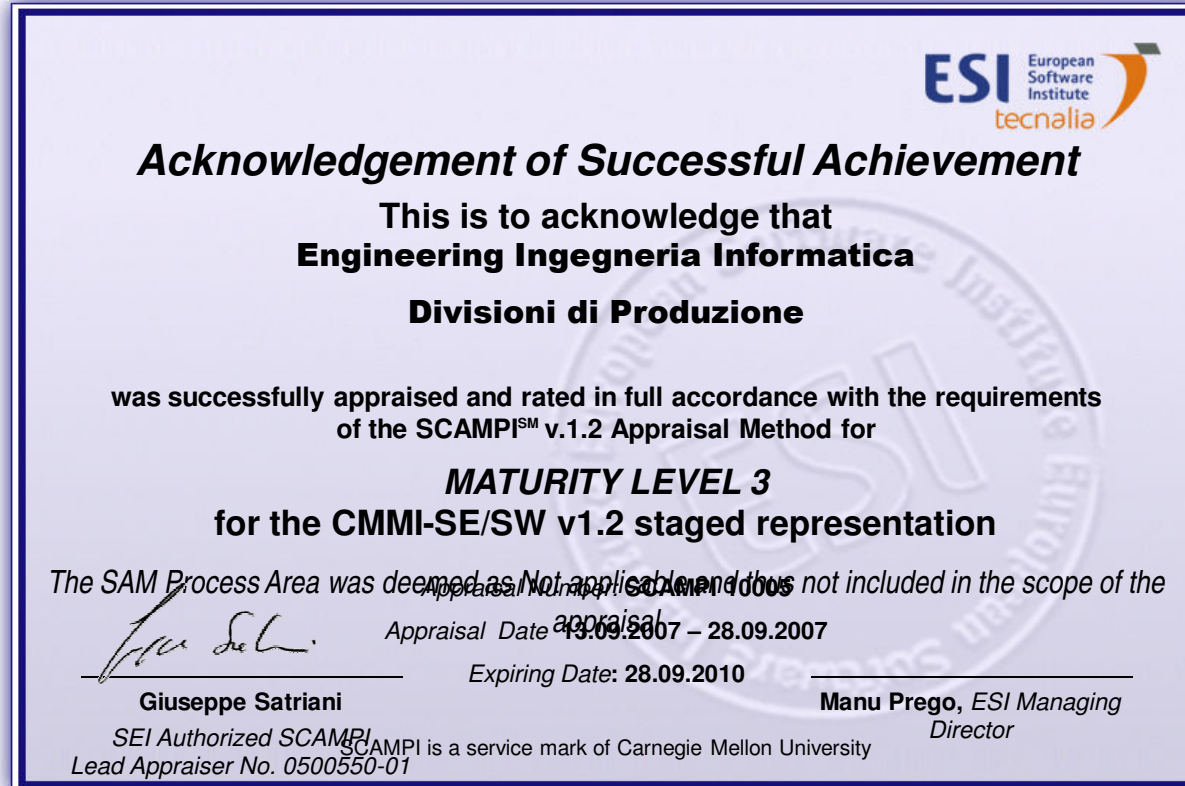 ESI European
Software
Institute
tecnalia
Acknowledgement of Successful Achievement
This is to acknowledge that
Engineering Ingegneria Informatica
Divisioni di Produzione
was successfully appraised and rated in full accordance with the requirements
of the SCAMPI℠ v.1.2 Appraisal Method for
MATURITY LEVEL 3
for the CMMI-SE/SW v1.2 staged representation
The SAM Process Area was deemed as Not applicable and thus not included in the scope of the
appraisal
Appraisal Number: SCAMPI 10005
Appraisal Date 13.09.2007 – 28.09.2007
Expiring Date: 28.09.2010
Giuseppe Satriani
SEI Authorized SCAMPI
Lead Appraiser No. 0500550-01
Manu Prego, ESI Managing
Director
SCAMPI is a service mark of Carnegie Mellon University